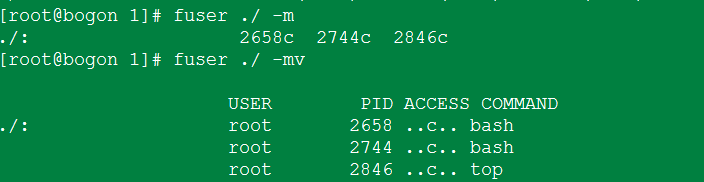 [root@bogon 1]# fuser ./ -m
./:                  2658c  2744c  2846c
[root@bogon 1]# fuser ./ -mv
                     USER        PID ACCESS COMMAND
./:                  root       2658 ..c.. bash
                     root       2744 ..c.. bash
                     root       2846 ..c.. top